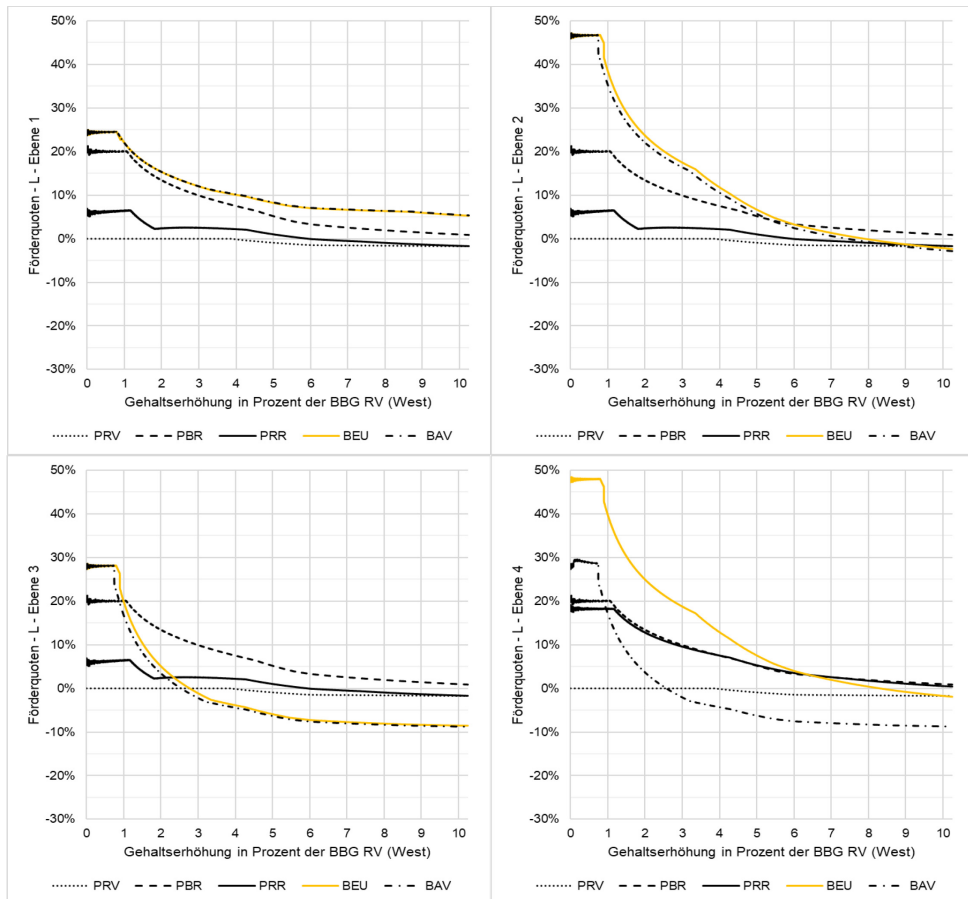 50%
40%
30%
20%
10%
0%
-10%
-20%
-30%
Förderquoten - L - Ebene 1
0 1 2 3 4 5 6 7 8 9 10
Gehaltserhöhung in Prozent der BBG RV (West)
PRV PBR PRR BEU BAV
50%
40%
30%
20%
10%
0%
-10%
-20%
-30%
Förderquoten - L - Ebene 2
0 1 2 3 4 5 6 7 8 9 10
Gehaltserhöhung in Prozent der BBG RV (West)
PRV PBR PRR BEU BAV
50%
40%
30%
20%
10%
0%
-10%
-20%
-30%
Förderquoten - L - Ebene 3
0 1 2 3 4 5 6 7 8 9 10
Gehaltserhöhung in Prozent der BBG RV (West)
PRV PBR PRR BEU BAV
50%
40%
30%
20%
10%
0%
-10%
-20%
-30%
Förderquoten - L - Ebene 4
0 1 2 3 4 5 6 7 8 9 10
Gehaltserhöhung in Prozent der BBG RV (West)
PRV PBR PRR BEU BAV